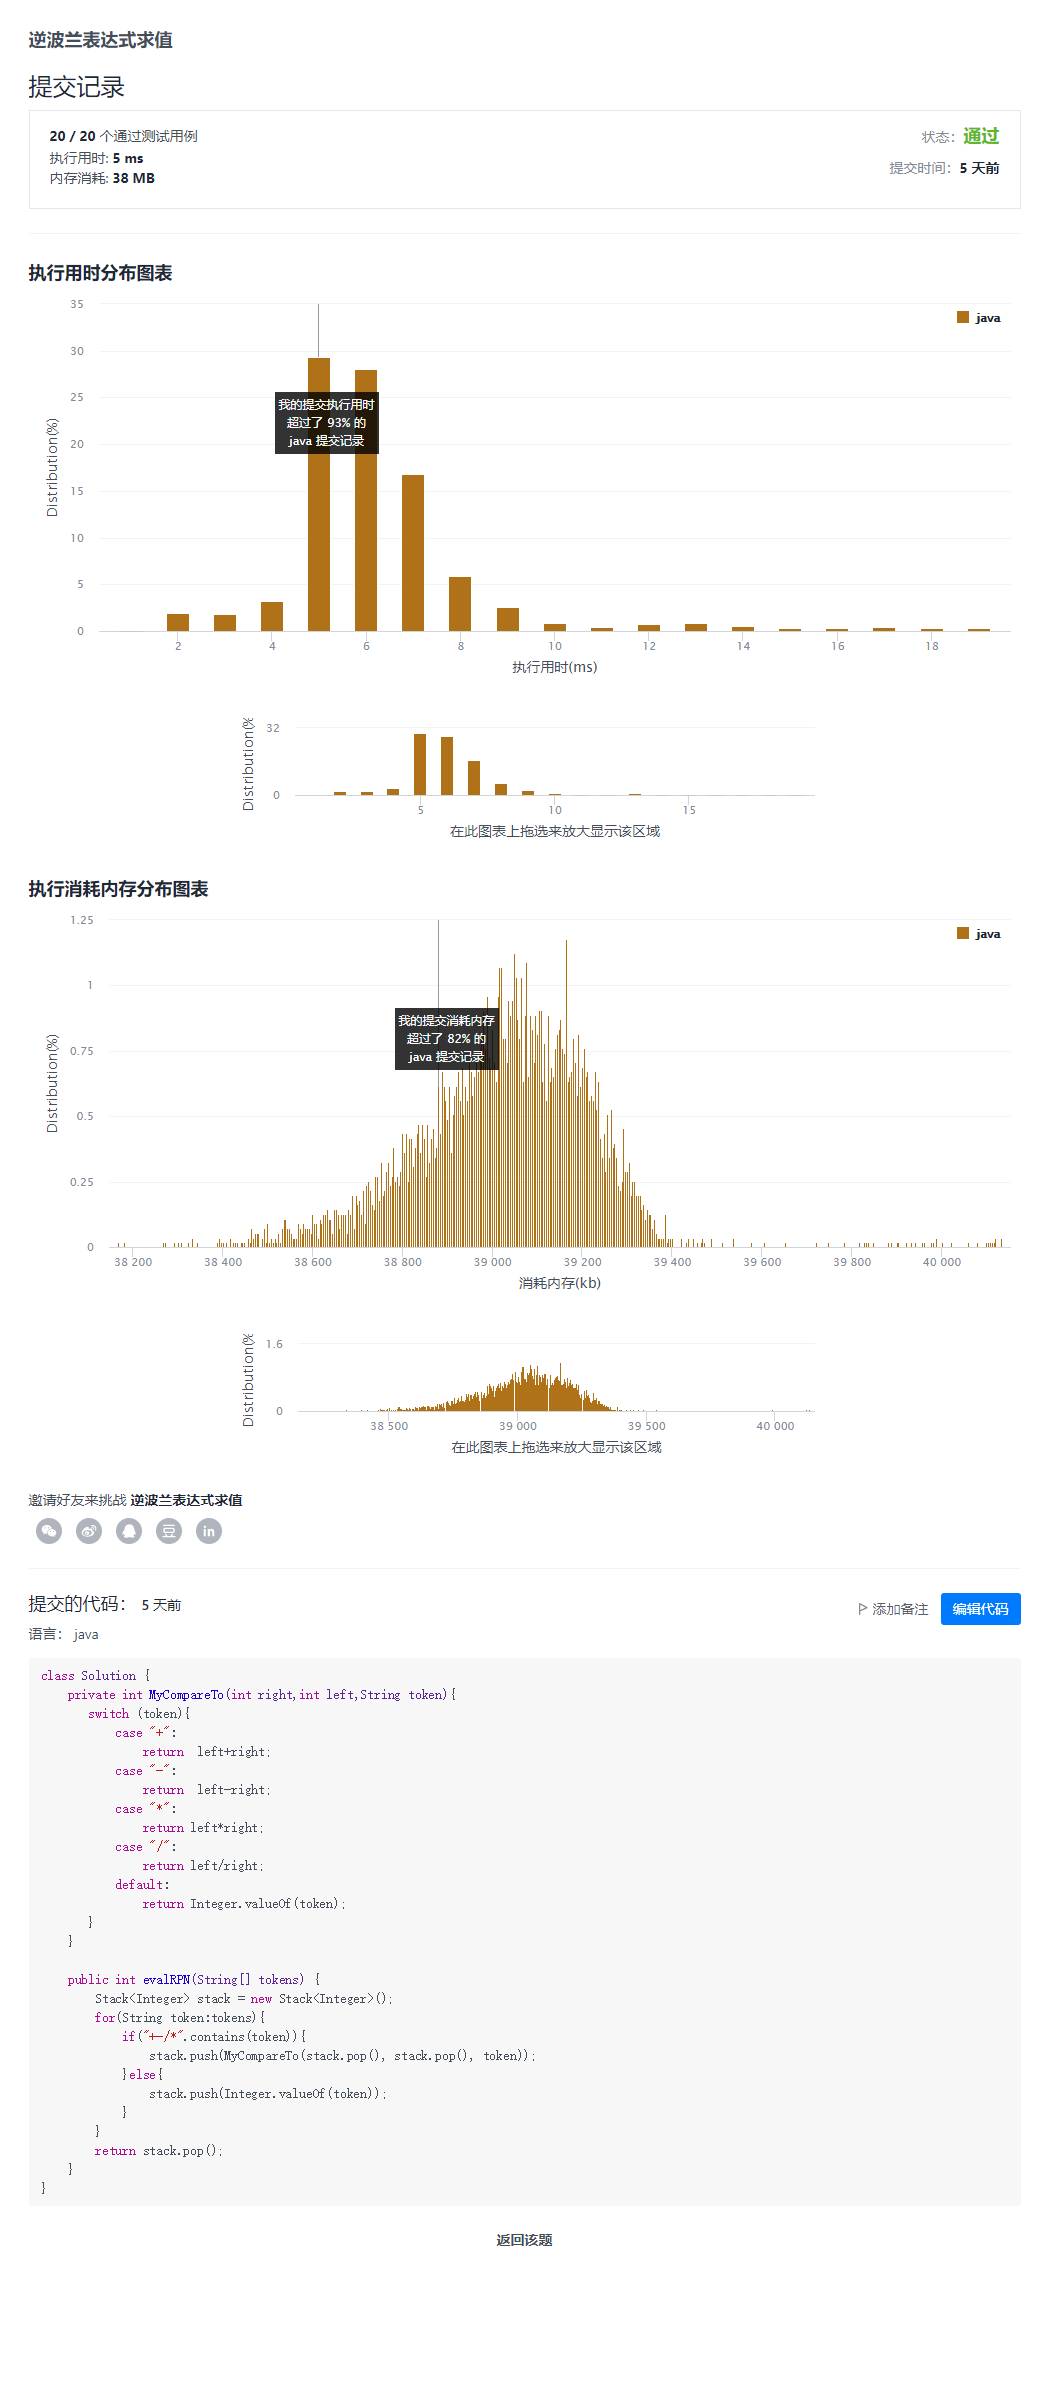 逆波兰表达式求值
提交记录
20 / 20 个通过测试用例
状态：通过
执行用时: 5 ms
提交时间：5 天前
内存消耗: 38 MB
执行用时分布图表
35
30
25
20
15
10
5
0
Distribution(%)
java
我的提交执行用时
超过了 93% 的
java 提交记录
2 4 6 8 10 12 14 16 18
执行用时(ms)
32
0
Distribution(%
5 10 15
在此图表上拖选来放大显示该区域
执行消耗内存分布图表
1.25
1
0.75
0.5
0.25
0
Distribution(%)
java
我的提交消耗内存
超过了 82% 的
java 提交记录
38 200 38 400 38 600 38 800 39 000 39 200 39 400 39 600 39 800 40 000
消耗内存(kb)
1.6
0
Distribution(%
38 500 39 000 39 500 40 000
在此图表上拖选来放大显示该区域
邀请好友来挑战 逆波兰表达式求值
豆 in
提交的代码： 5 天前
添加备注 编辑代码
语言： java
class Solution {
    private int MyCompareTo(int right,int left,String token){
       switch (token){
           case "+":
               return  left+right;
           case "-":
               return  left-right;
           case "*":
               return left*right;
           case "/":
               return left/right;
           default:
               return Integer.valueOf(token);
       }
    }
    public int evalRPN(String[] tokens) {
        Stack<Integer> stack = new Stack<Integer>();
        for(String token:tokens){
            if("+-/*".contains(token)){
                stack.push(MyCompareTo(stack.pop(), stack.pop(), token));
            }else{
                stack.push(Integer.valueOf(token));
            }
        }
        return stack.pop();
    }
}
返回该题